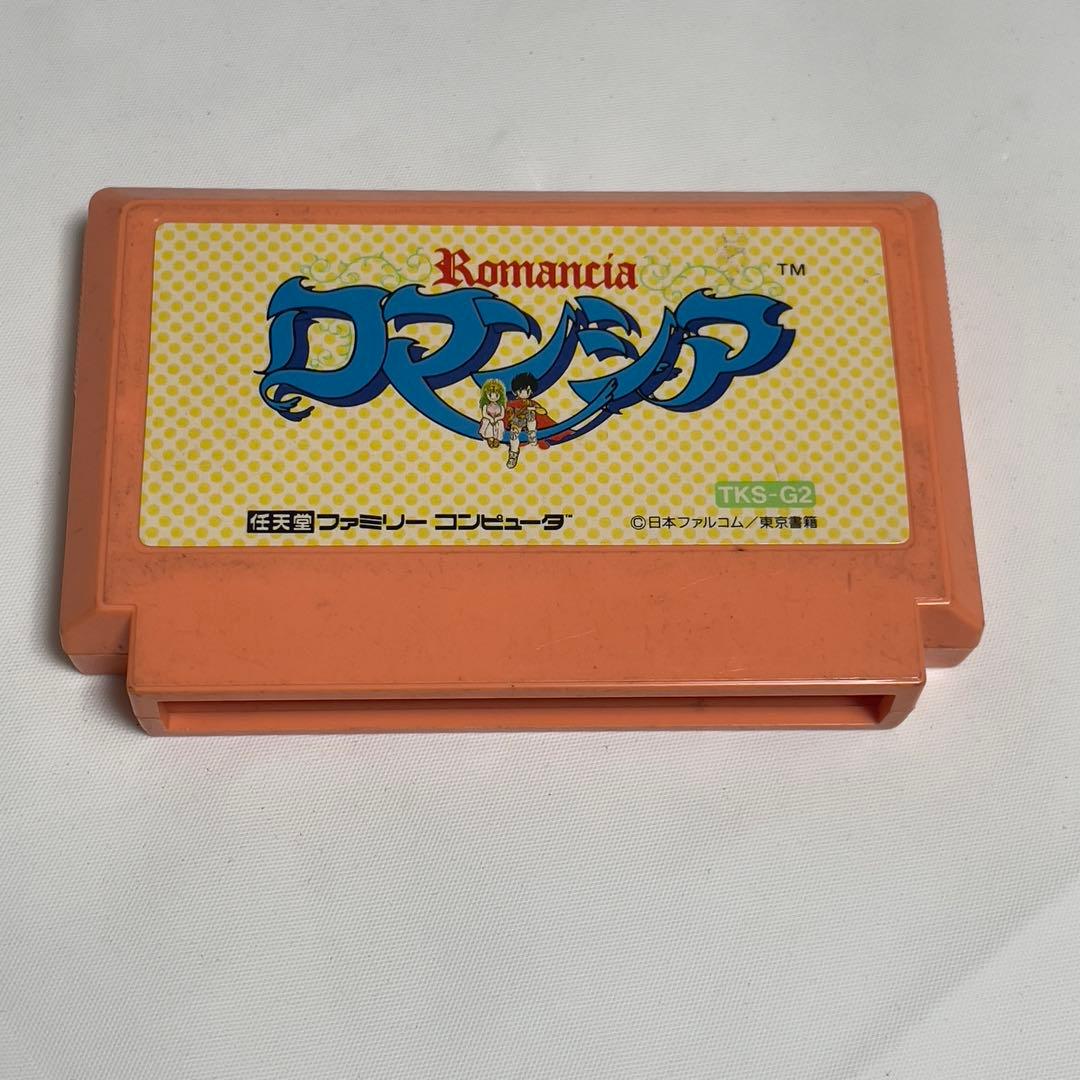 Romancia
ロマンシア TM
TKS-G2
任天堂 ファミリー コンピュータ TM
©日本ファルコム／東京書籍